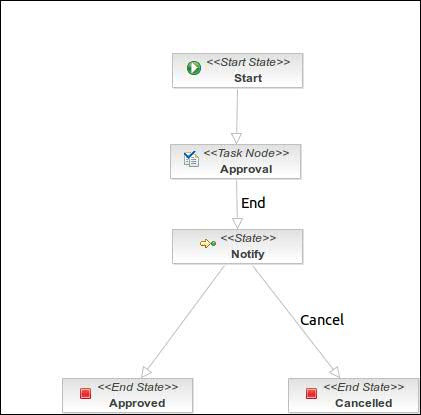 <<Start State>>
Start
<<Task Node>>
Approval
End
<<State>>
Notify
Cancel
<<End State>>
Approved
<<End State>>
Cancelled